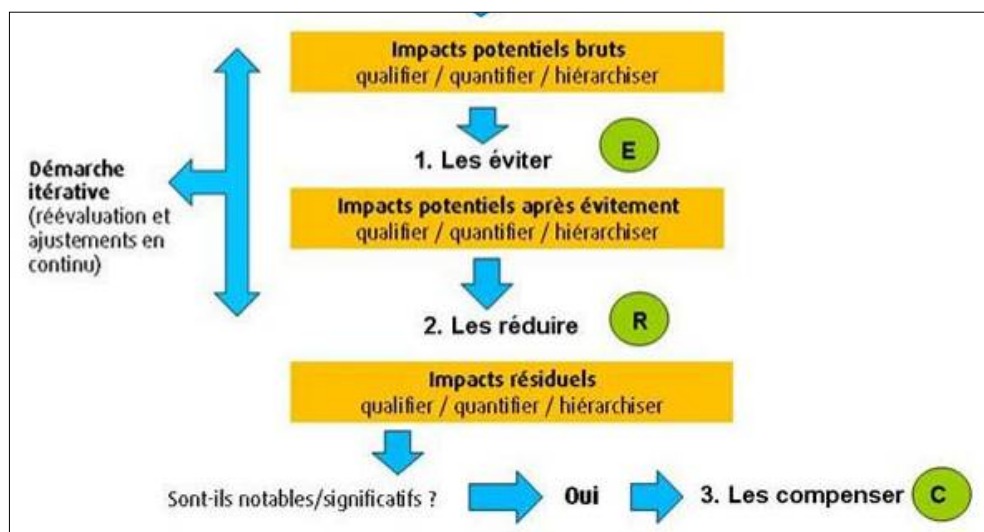 Impacts potentiels bruts
qualifier / quantifier / hiérarchiser
1. Les éviter
E
Démarche
itérative
(réévaluation et
ajustements en
continu)
Impacts potentiels après évitement
qualifier / quantifier / hiérarchiser
2. Les réduire
R
Impacts résiduels
qualifier / quantifier / hiérarchiser
Sont-ils notables/significatifs ?
Oui
3. Les compenser
C